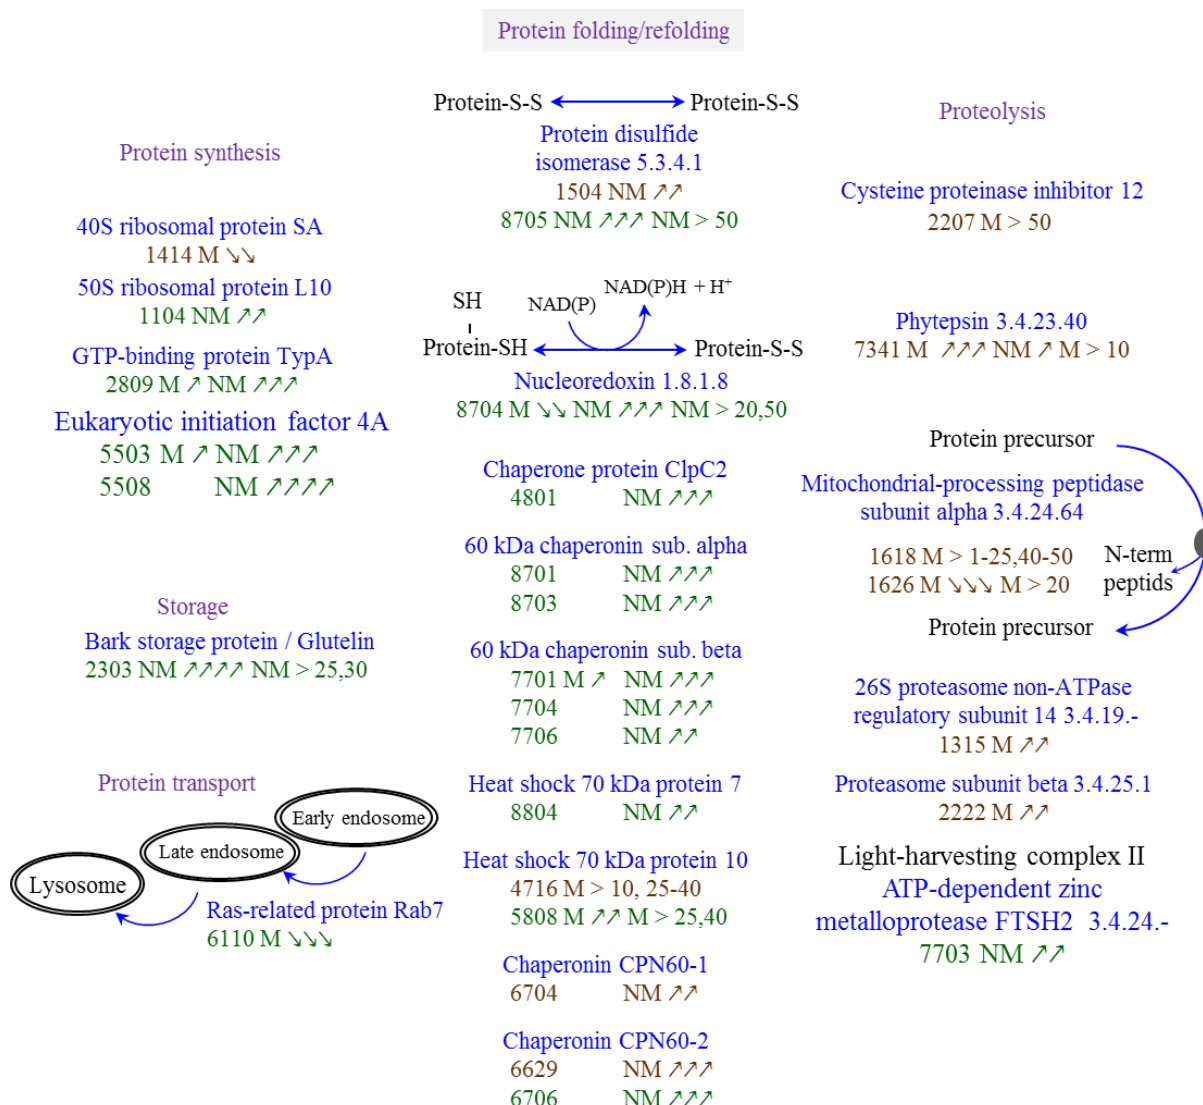 Protein folding/refolding
Protein synthesis
40S ribosomal protein SA
1414 M ↘↘
50S ribosomal protein L10
1104 NM ↗↗
GTP-binding protein TypA
2809 M ↗ NM ↗↗↗
Eukaryotic initiation factor 4A
5503 M ↗ NM ↗↗↗
5508 NM ↗↗↗↗
Storage
Bark storage protein / Glutelin
2303 NM ↗↗↗↗ NM > 25,30
Protein transport
Early endosome
Late endosome
Lysosome
Ras-related protein Rab7
6110 M ↘↘↘
Protein-S-S Protein-S-S
Protein disulfide
isomerase 5.3.4.1
1504 NM ↗↗
8705 NM ↗↗↗ NM > 50
SH
NAD(P) NAD(P)H + H⁺
Protein-SH Protein-S-S
Nucleoredoxin 1.8.1.8
8704 M ↘↘ NM ↗↗↗ NM > 20,50
Chaperone protein ClpC2
4801 NM ↗↗↗
60 kDa chaperonin sub. alpha
8701 NM ↗↗↗
8703 NM ↗↗↗
60 kDa chaperonin sub. beta
7701 M ↗ NM ↗↗↗
7704 NM ↗↗↗
7706 NM ↗↗
Heat shock 70 kDa protein 7
8804 NM ↗↗
Heat shock 70 kDa protein 10
4716 M > 10, 25-40
5808 M ↗↗ M > 25,40
Chaperonin CPN60-1
6704 NM ↗↗
Chaperonin CPN60-2
6629 NM ↗↗↗
6706 NM ↗↗↗
Proteolysis
Cysteine proteinase inhibitor 12
2207 M > 50
Phytepsin 3.4.23.40
7341 M ↗↗↗ NM ↗ M > 10
Protein precursor
Mitochondrial-processing peptidase
subunit alpha 3.4.24.64
1618 M > 1-25,40-50
1626 M ↘↘↘ M > 20
N-term
peptids
Protein precursor
26S proteasome non-ATPase
regulatory subunit 14 3.4.19.-
1315 M ↗↗
Proteasome subunit beta 3.4.25.1
2222 M ↗↗
Light-harvesting complex II
ATP-dependent zinc
metalloprotease FTSH2 3.4.24.-
7703 NM ↗↗